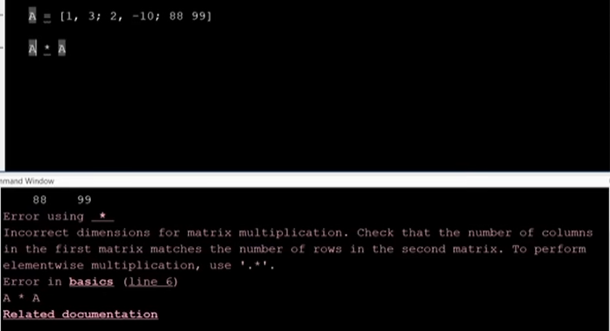 A = [1, 3; 2, -10; 88 99]
A * A
mmand Window
88 99
Error using *
Incorrect dimensions for matrix multiplication. Check that the number of columns
in the first matrix matches the number of rows in the second matrix. To perform
elementwise multiplication, use '.*'.
Error in basics (line 6)
A * A
Related documentation